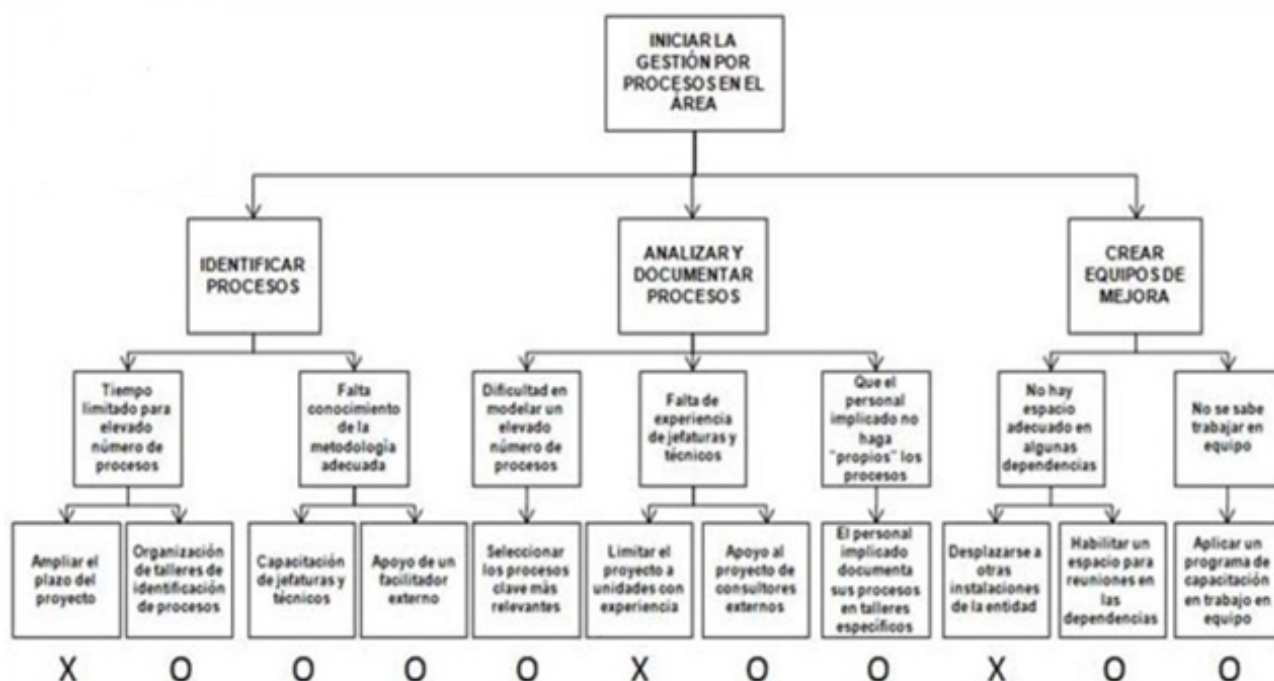 INICIAR LA
GESTIÓN POR
PROCESOS EN EL
ÁREA
IDENTIFICAR
PROCESOS
ANALIZAR Y
DOCUMENTAR
PROCESOS
CREAR
EQUIPOS DE
MEJORA
Tiempo
limitado para
elevado
número de
procesos
Falta
conocimiento
de la
metodología
adecuada
Dificultad en
modelar un
elevado
número de
procesos
Falta de
experiencia
de jefaturas y
técnicos
Que el
personal
implicado no
haga
"propios" los
procesos
No hay
espacio
adecuado en
algunas
dependencias
No se sabe
trabajar en
equipo
Ampliar el
plazo del
proyecto
Organización
de talleres de
identificación
de procesos
Capacitación
de jefaturas y
técnicos
Apoyo de un
facilitador
externo
Seleccionar
los procesos
clave más
relevantes
Limitar el
proyecto a
unidades con
experiencia
Apoyo al
proyecto de
consultores
externos
El personal
implicado
documenta
sus procesos
en talleres
específicos
Desplazarse a
otras
instalaciones
de la entidad
Habilitar un
espacio para
reuniones en
las
dependencias
Aplicar un
programa de
capacitación
en trabajo en
equipo
X O O O O X O O X O O